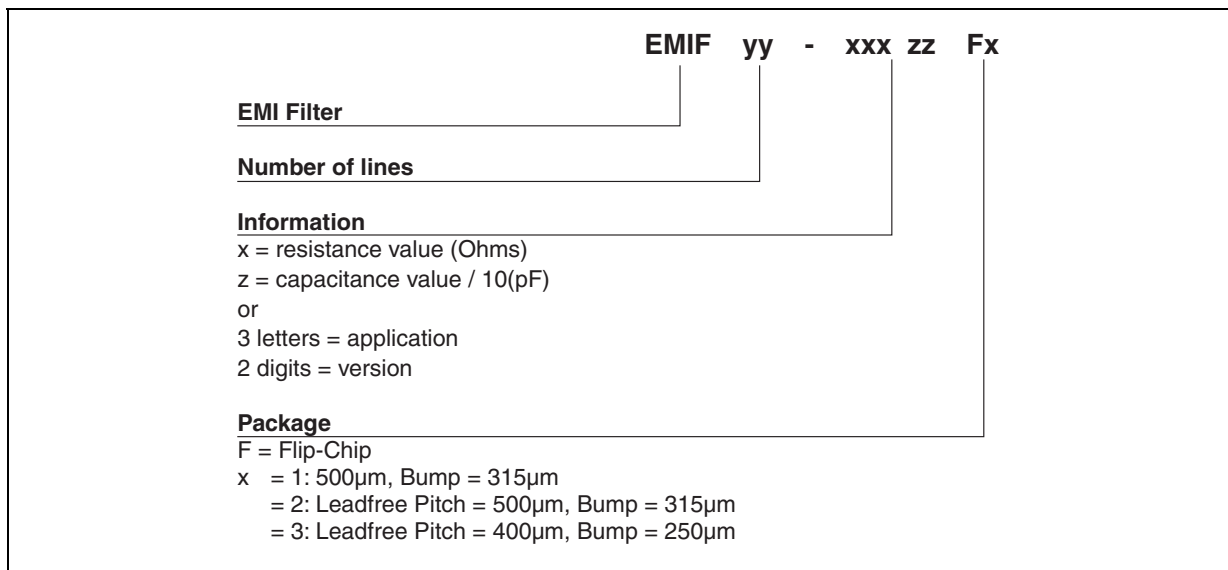 EMIF yy - xxx zz Fx
EMI Filter
Number of lines
Information
x = resistance value (Ohms)
z = capacitance value / 10(pF)
or
3 letters = application
2 digits = version
Package
F = Flip-Chip
x = 1: 500µm, Bump = 315µm
= 2: Leadfree Pitch = 500µm, Bump = 315µm
= 3: Leadfree Pitch = 400µm, Bump = 250µm